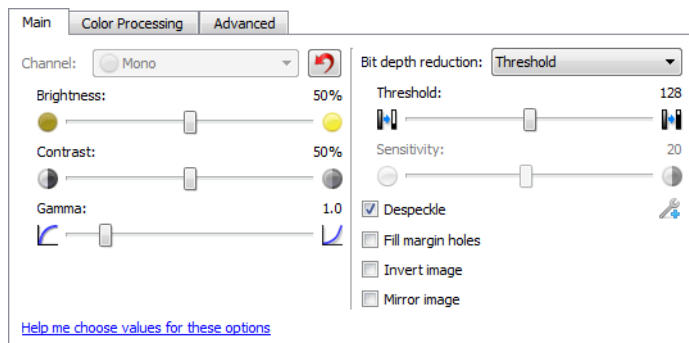 Main Color Processing Advanced
Channel: Mono
Brightness: 50%
Contrast: 50%
Gamma: 1.0
Help me choose values for these options
Bit depth reduction: Threshold
Threshold: 128
Sensitivity: 20
Despeckle
Fill margin holes
Invert image
Mirror image